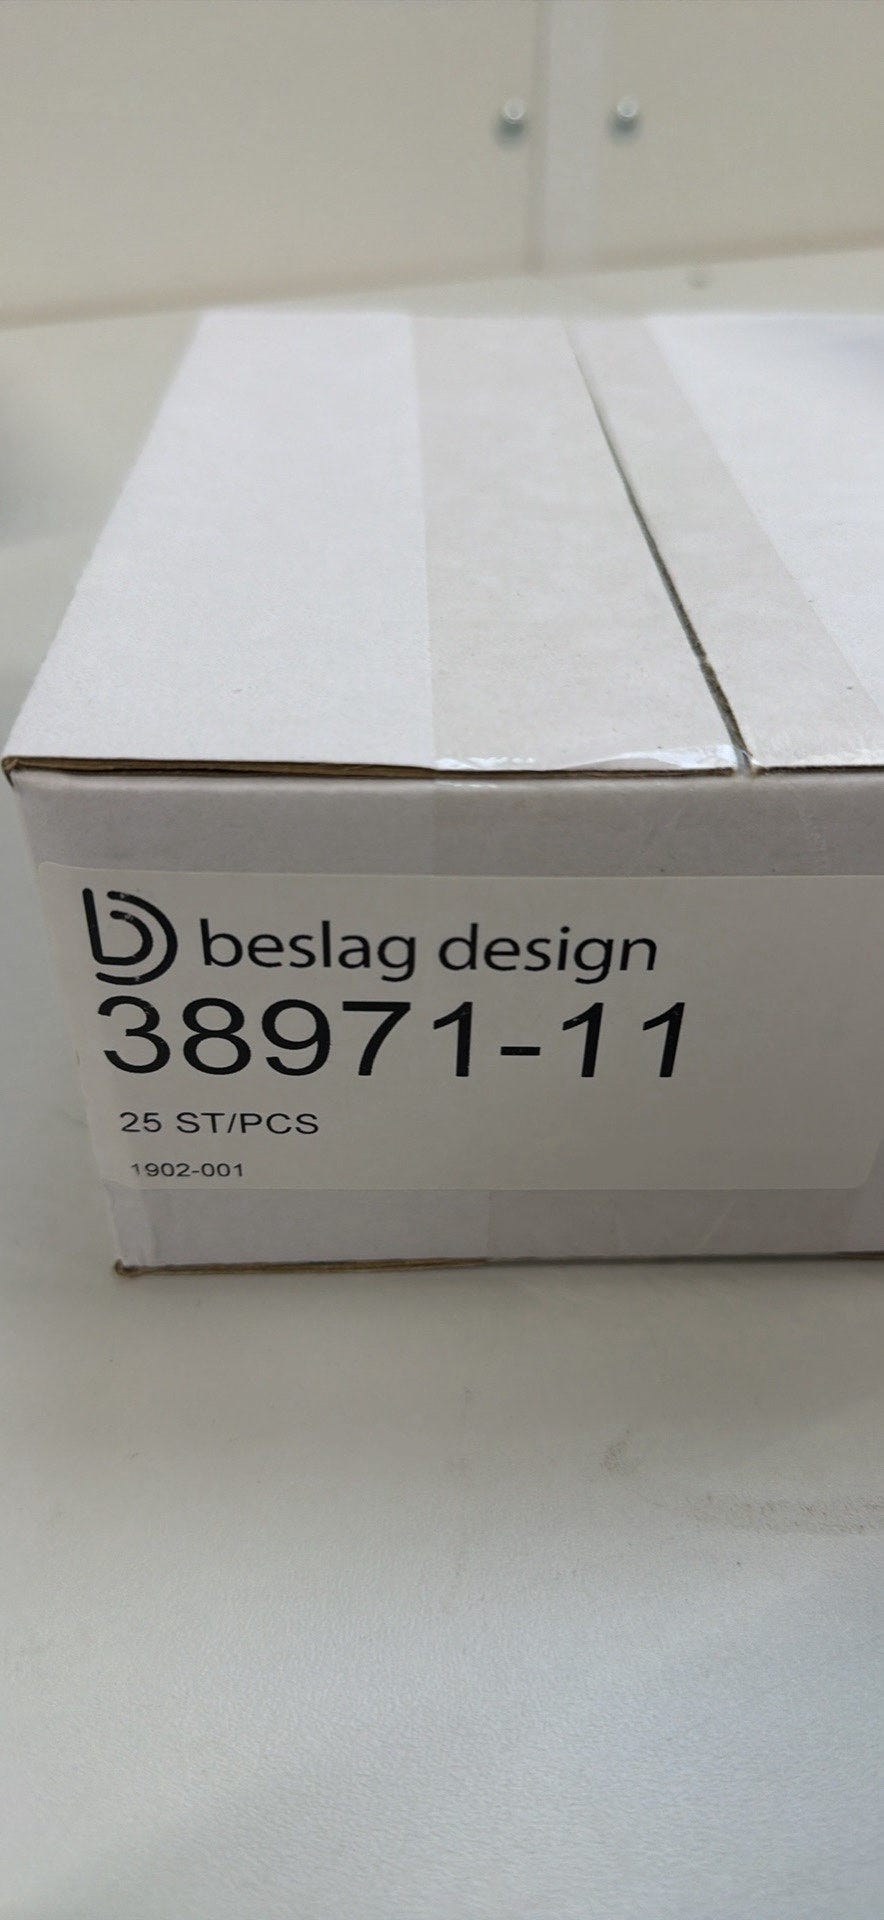 beslag design
38971-11
25 ST/PCS
1902-001